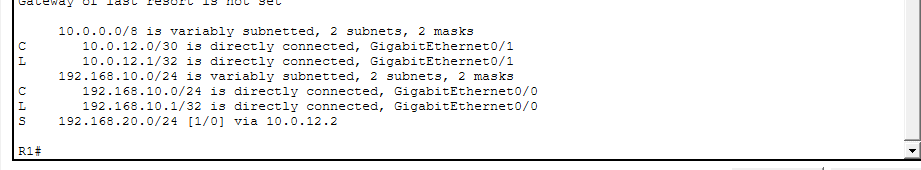 Gateway of last resort is not set
10.0.0.0/8 is variably subnetted, 2 subnets, 2 masks
C 10.0.12.0/30 is directly connected, GigabitEthernet0/1
L 10.0.12.1/32 is directly connected, GigabitEthernet0/1
192.168.10.0/24 is variably subnetted, 2 subnets, 2 masks
C 192.168.10.0/24 is directly connected, GigabitEthernet0/0
L 192.168.10.1/32 is directly connected, GigabitEthernet0/0
S 192.168.20.0/24 [1/0] via 10.0.12.2
R1#